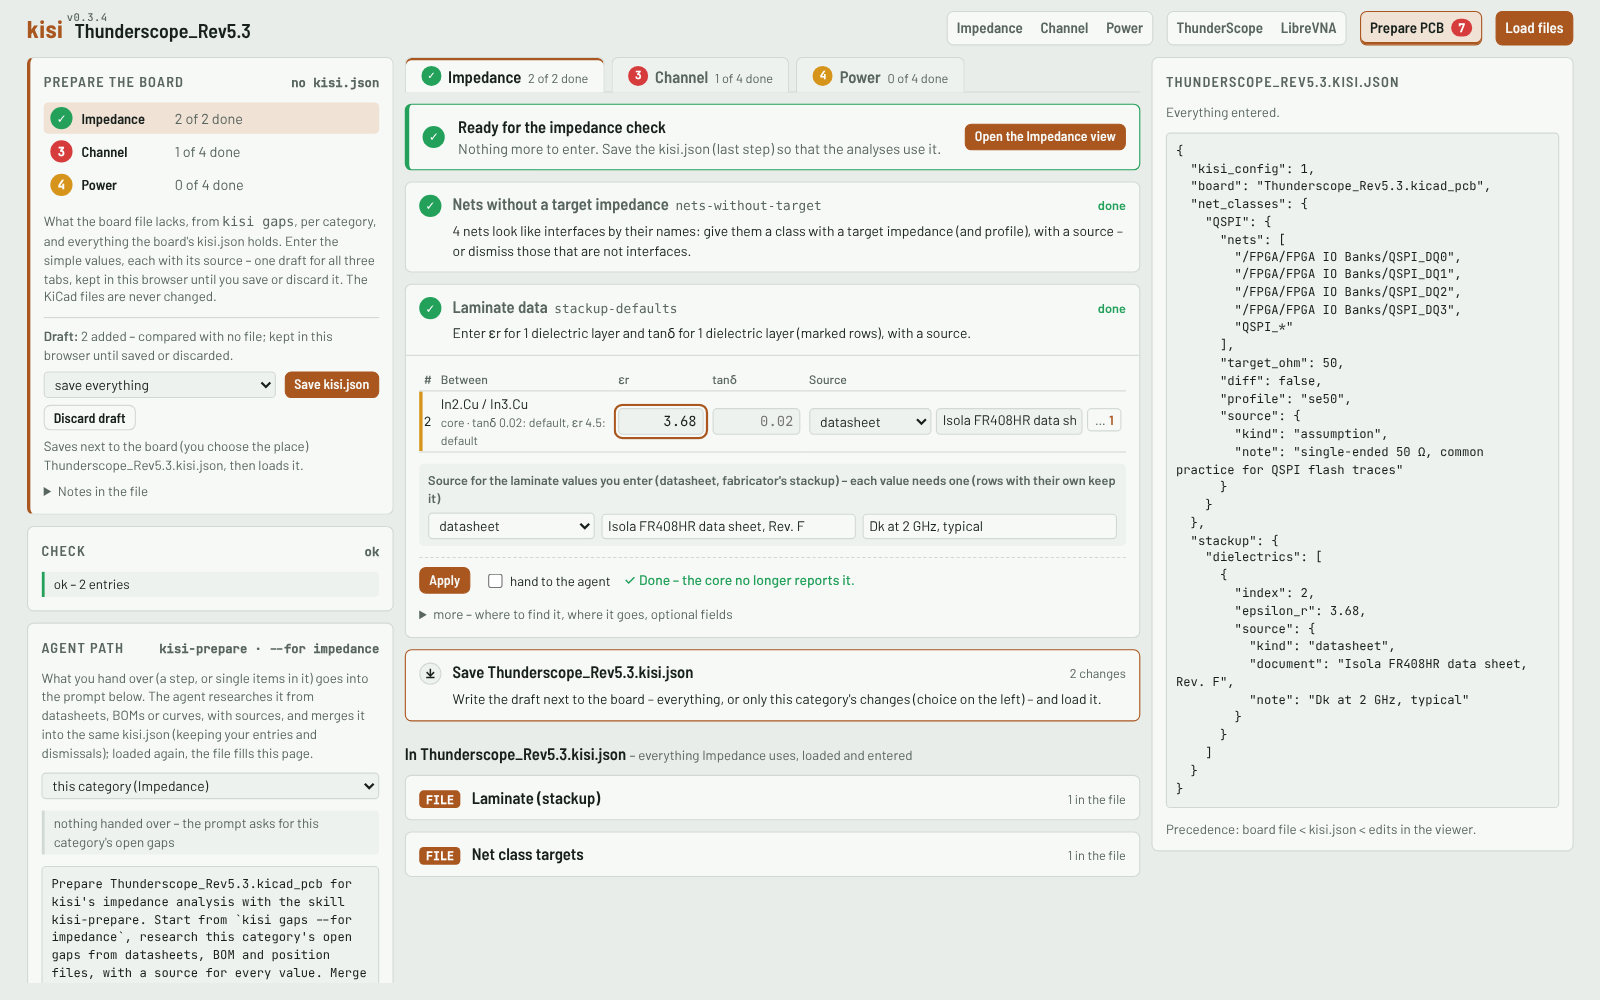 kisi v0.3.4 Thunderscope_Rev5.3
Impedance Channel Power
ThunderScope LibreVNA
Prepare PCB 7
Load files
PREPARE THE BOARD no kisi.json
✓ Impedance 2 of 2 done
3 Channel 1 of 4 done
4 Power 0 of 4 done
What the board file lacks, from kisi gaps, per category,
and everything the board's kisi.json holds. Enter the
simple values, each with its source – one draft for all three
tabs, kept in this browser until you save or discard it. The
KiCad files are never changed.
Draft: 2 added – compared with no file; kept in this
browser until saved or discarded.
save everything
Save kisi.json
Discard draft
Saves next to the board (you choose the place)
Thunderscope_Rev5.3.kisi.json, then loads it.
▶ Notes in the file
CHECK ok
ok – 2 entries
AGENT PATH kisi-prepare · --for impedance
What you hand over (a step, or single items in it) goes into
the prompt below. The agent researches it from
datasheets, BOMs or curves, with sources, and merges it
into the same kisi.json (keeping your entries and
dismissals); loaded again, the file fills this page.
this category (Impedance)
nothing handed over – the prompt asks for this
category's open gaps
Prepare Thunderscope_Rev5.3.kicad_pcb for
kisi's impedance analysis with the skill
kisi-prepare. Start from `kisi gaps --for
impedance`, research this category's open
gaps from datasheets, BOM and position
files, with a source for every value. Merge
✓ Impedance 2 of 2 done
3 Channel 1 of 4 done
4 Power 0 of 4 done
✓ Ready for the impedance check
Nothing more to enter. Save the kisi.json (last step) so that the analyses use it.
Open the Impedance view
✓ Nets without a target impedance nets-without-target done
4 nets look like interfaces by their names: give them a class with a target impedance (and profile), with a source –
or dismiss those that are not interfaces.
✓ Laminate data stackup-defaults done
Enter εr for 1 dielectric layer and tanδ for 1 dielectric layer (marked rows), with a source.
# Between εr tanδ Source
2 In2.Cu / In3.Cu
core · tanδ 0.02: default, εr 4.5:
default
3.68 0.02 datasheet Isola FR408HR data sh … 1
Source for the laminate values you enter (datasheet, fabricator's stackup) – each value needs one (rows with their own keep
it)
datasheet Isola FR408HR data sheet, Rev. F Dk at 2 GHz, typical
Apply hand to the agent ✓ Done – the core no longer reports it.
▶ more – where to find it, where it goes, optional fields
Save Thunderscope_Rev5.3.kisi.json 2 changes
Write the draft next to the board – everything, or only this category's changes (choice on the left) – and load it.
In Thunderscope_Rev5.3.kisi.json – everything Impedance uses, loaded and entered
FILE Laminate (stackup) 1 in the file
FILE Net class targets 1 in the file
THUNDERSCOPE_REV5.3.KISI.JSON
Everything entered.
{
"kisi_config": 1,
"board": "Thunderscope_Rev5.3.kicad_pcb",
"net_classes": {
"QSPI": {
"nets": [
"/FPGA/FPGA IO Banks/QSPI_DQ0",
"/FPGA/FPGA IO Banks/QSPI_DQ1",
"/FPGA/FPGA IO Banks/QSPI_DQ2",
"/FPGA/FPGA IO Banks/QSPI_DQ3",
"QSPI_*"
],
"target_ohm": 50,
"diff": false,
"profile": "se50",
"source": {
"kind": "assumption",
"note": "single-ended 50 Ω, common
practice for QSPI flash traces"
}
}
},
"stackup": {
"dielectrics": [
{
"index": 2,
"epsilon_r": 3.68,
"source": {
"kind": "datasheet",
"document": "Isola FR408HR data sheet,
Rev. F",
"note": "Dk at 2 GHz, typical"
}
}
]
}
}
Precedence: board file < kisi.json < edits in the viewer.